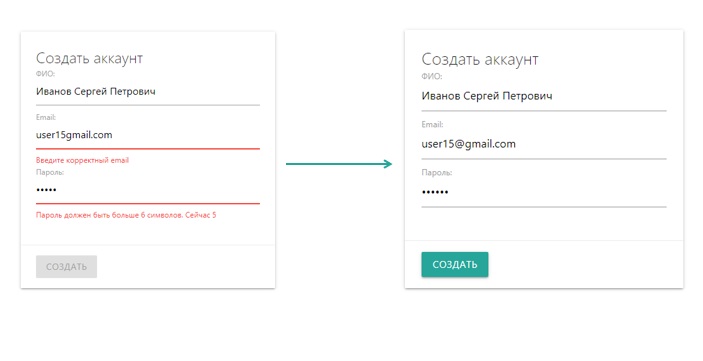 Создать аккаунт
ФИО:
Иванов Сергей Петрович
Email:
user15gmail.com
Введите корректный email
Пароль:
•••••
Пароль должен быть больше 6 символов. Сейчас 5
СОЗДАТЬ
Создать аккаунт
ФИО:
Иванов Сергей Петрович
Email:
user15@gmail.com
Пароль:
••••••
СОЗДАТЬ